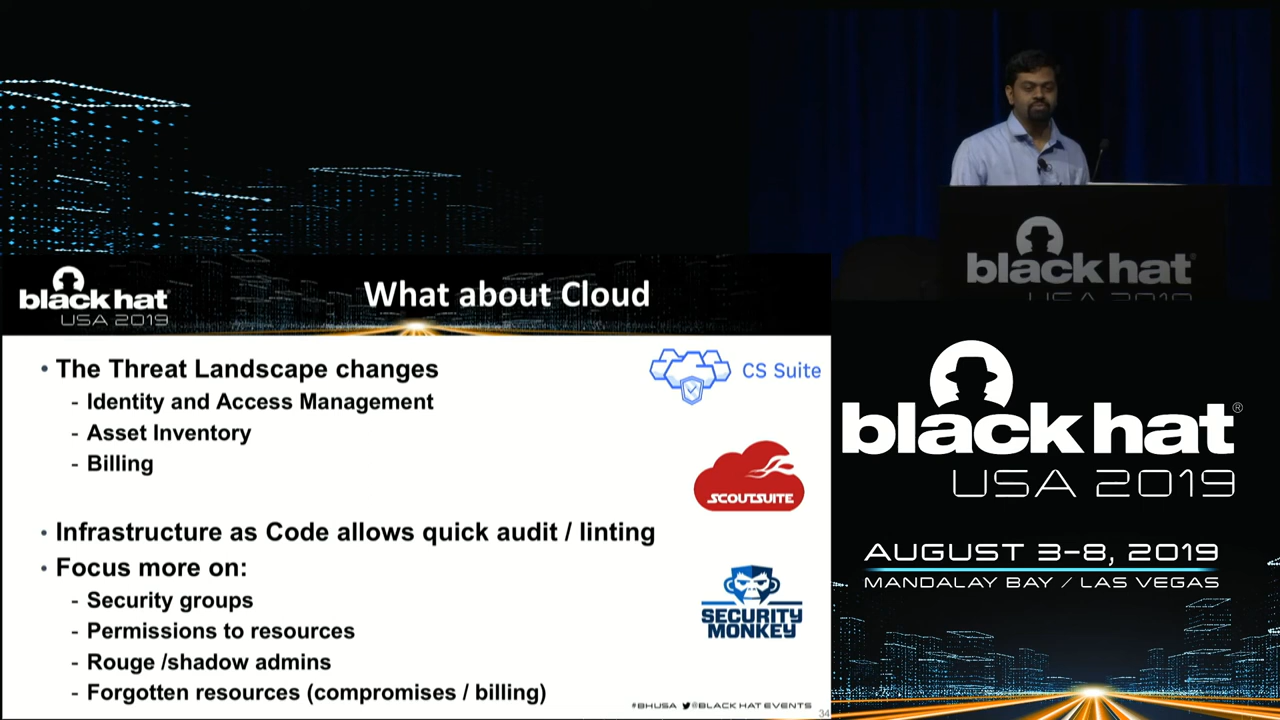 black hat
USA 2019
black hat
USA 2019
What about Cloud
• The Threat Landscape changes
- Identity and Access Management
- Asset Inventory
- Billing
• Infrastructure as Code allows quick audit / linting
• Focus more on:
- Security groups
- Permissions to resources
- Rouge /shadow admins
- Forgotten resources (compromises / billing)
CS Suite
SCOUTSUITE
SECURITY
MONKEY
#BHUSA @BLACK HAT EVENTS
34
black hat®
USA 2019
AUGUST 3–8, 2019
MANDALAY BAY / LAS VEGAS